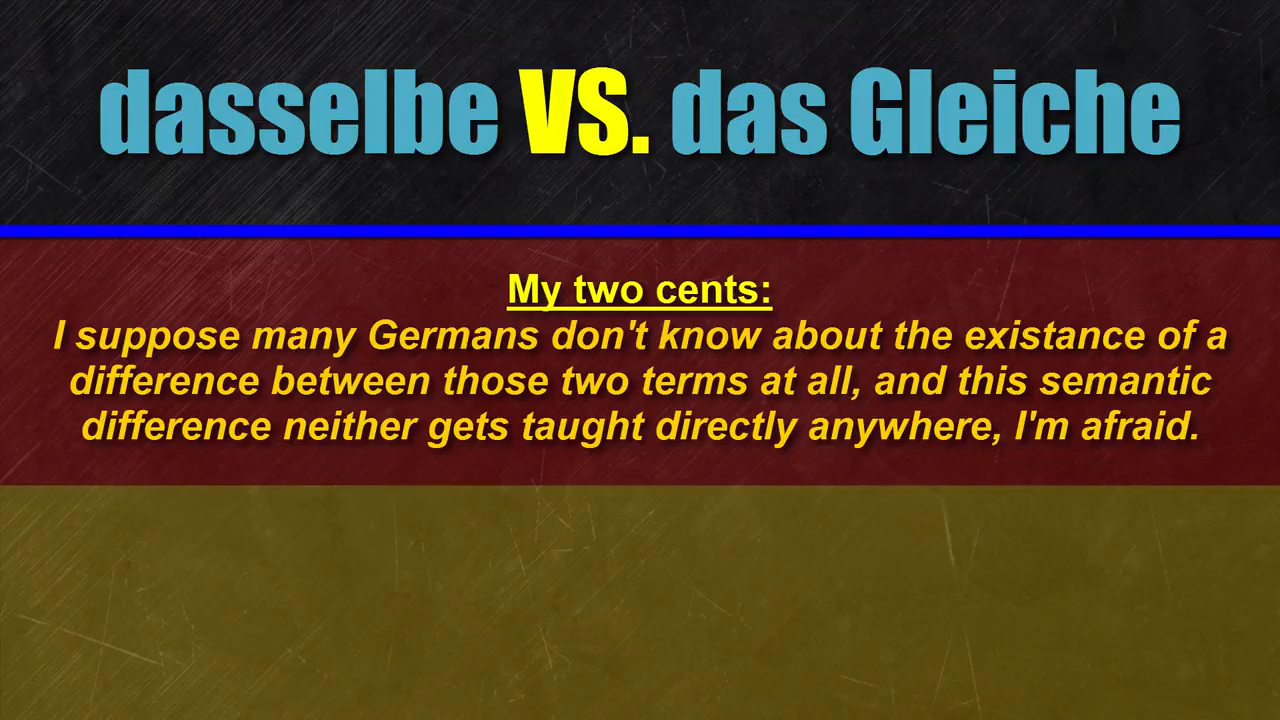 dasselbe VS. das Gleiche
My two cents:
I suppose many Germans don't know about the existance of a
difference between those two terms at all, and this semantic
difference neither gets taught directly anywhere, I'm afraid.